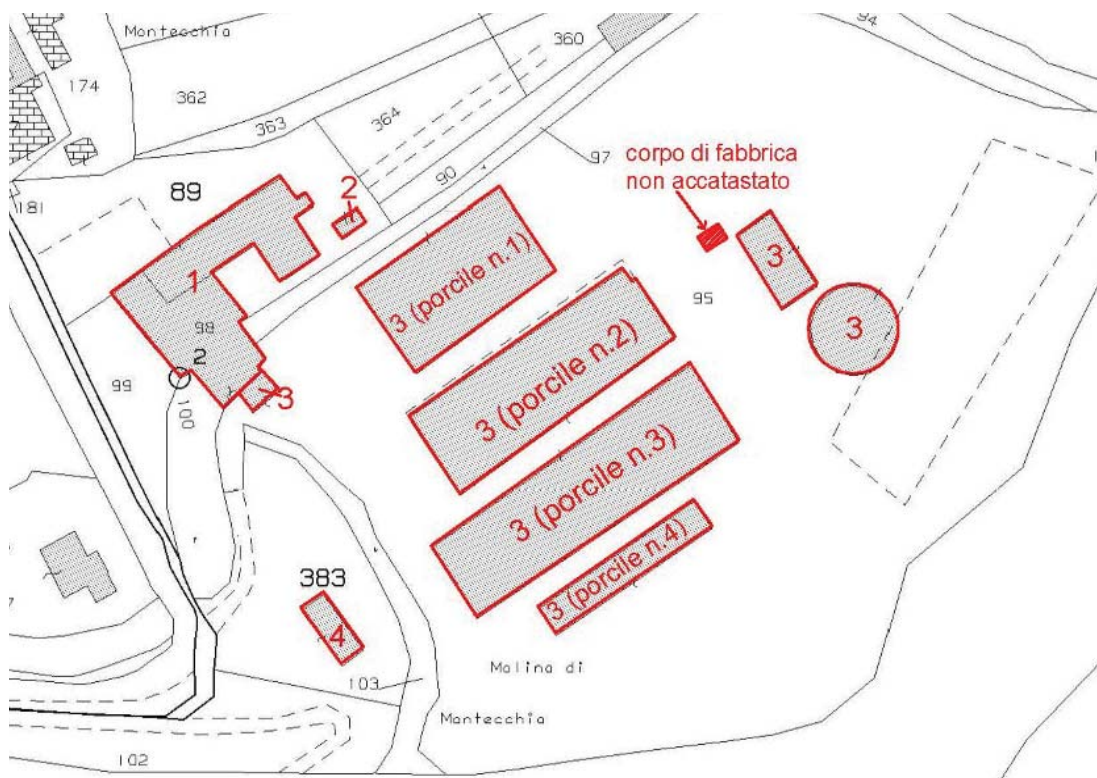 Montecchia
360
94
174
362
363
364
97
corpo di fabbrica
non accatastato
90
89
2
181
3 (porcile n.1)
3
1
3 (porcile n.2)
95
3
98
2
99
3
100
3 (porcile n.3)
3 (porcile n.4)
383
4
Molina di
103
Montecchia
102